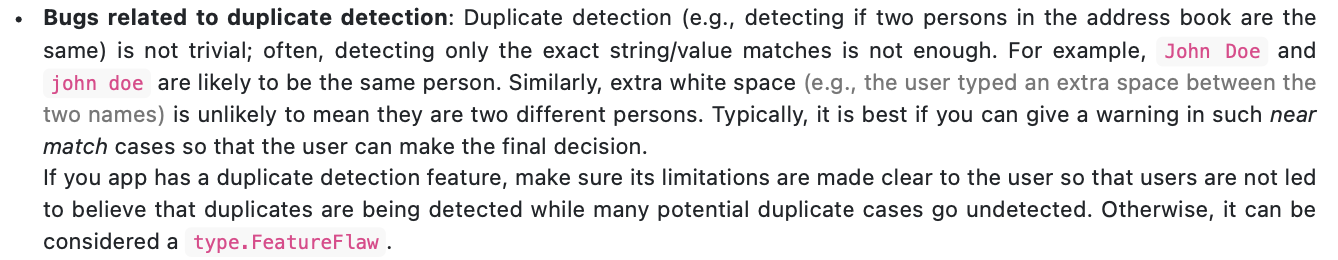 • Bugs related to duplicate detection: Duplicate detection (e.g., detecting if two persons in the address book are the
same) is not trivial; often, detecting only the exact string/value matches is not enough. For example, John Doe and
john doe are likely to be the same person. Similarly, extra white space (e.g., the user typed an extra space between the
two names) is unlikely to mean they are two different persons. Typically, it is best if you can give a warning in such near
match cases so that the user can make the final decision.
If you app has a duplicate detection feature, make sure its limitations are made clear to the user so that users are not led
to believe that duplicates are being detected while many potential duplicate cases go undetected. Otherwise, it can be
considered a type.FeatureFlaw.